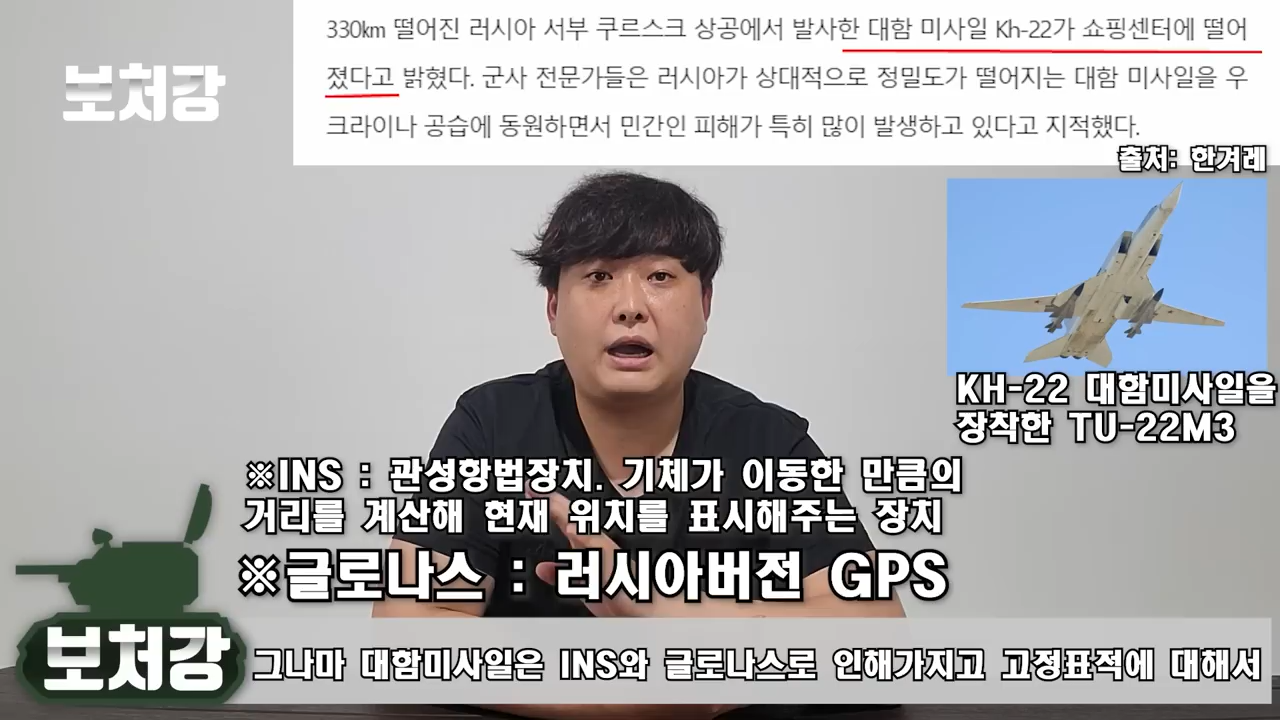 330㎞ 떨어진 러시아 서부 쿠르스크 상공에서 발사한 대함 미사일 Kh-22가 쇼핑센터에 떨어
졌다고 밝혔다. 군사 전문가들은 러시아가 상대적으로 정밀도가 떨어지는 대함 미사일을 우
크라이나 공습에 동원하면서 민간인 피해가 특히 많이 발생하고 있다고 지적했다.
보처강
출처: 한겨레
KH-22 대함미사일을
장착한 TU-22M3
※INS : 관성항법장치. 기체가 이동한 만큼의
거리를 계산해 현재 위치를 표시해주는 장치
※글로나스 : 러시아버전 GPS
보처강
그나마 대함미사일은 INS와 글로나스로 인해가지고 고정표적에 대해서